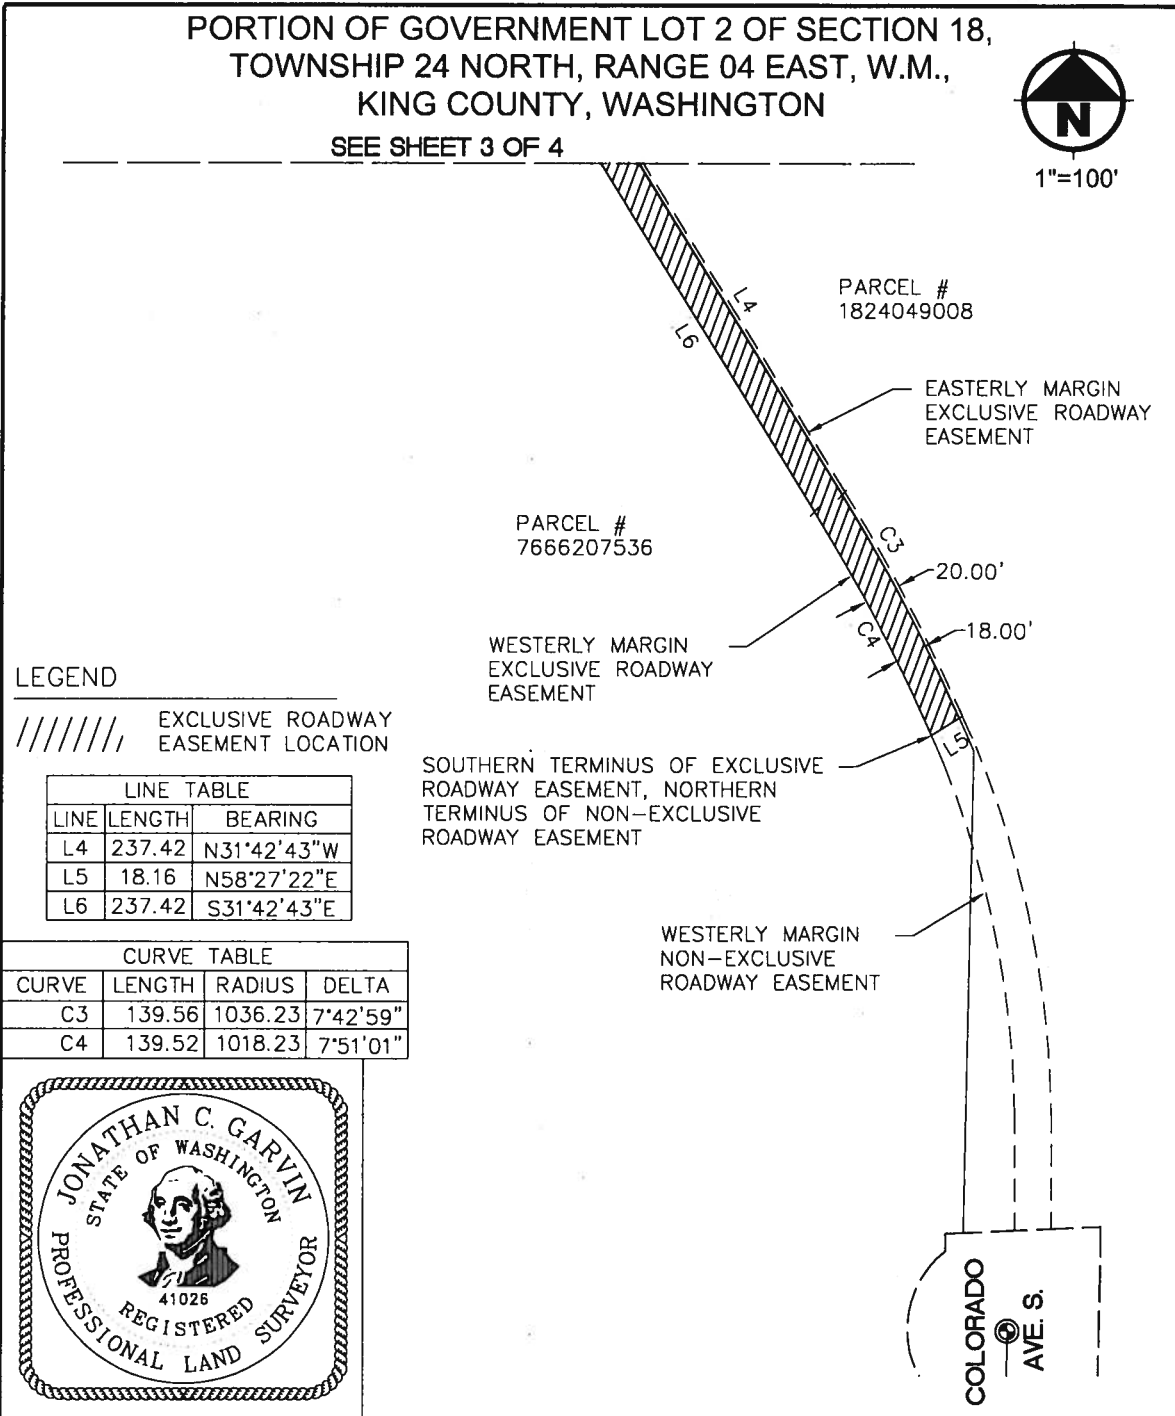 PORTION OF GOVERNMENT LOT 2 OF SECTION 18,
TOWNSHIP 24 NORTH, RANGE 04 EAST, W.M.,
KING COUNTY, WASHINGTON
SEE SHEET 3 OF 4
N
1"=100'
L4
L6
PARCEL #
1824049008
EASTERLY MARGIN
EXCLUSIVE ROADWAY
EASEMENT
PARCEL #
7666207536
C3
20.00'
C4
18.00'
WESTERLY MARGIN
EXCLUSIVE ROADWAY
EASEMENT
LEGEND
EXCLUSIVE ROADWAY
EASEMENT LOCATION
L5
SOUTHERN TERMINUS OF EXCLUSIVE
ROADWAY EASEMENT, NORTHERN
TERMINUS OF NON-EXCLUSIVE
ROADWAY EASEMENT
LINE TABLE
LINE LENGTH BEARING
L4 237.42 N31°42'43"W
L5 18.16 N58°27'22"E
L6 237.42 S31°42'43"E
WESTERLY MARGIN
NON-EXCLUSIVE
ROADWAY EASEMENT
CURVE TABLE
CURVE LENGTH RADIUS DELTA
C3 139.56 1036.23 7°42'59"
C4 139.52 1018.23 7°51'01"
JONATHAN C. GARVIN
STATE OF WASHINGTON
41026
REGISTERED
PROFESSIONAL LAND SURVEYOR
COLORADO
AVE. S.